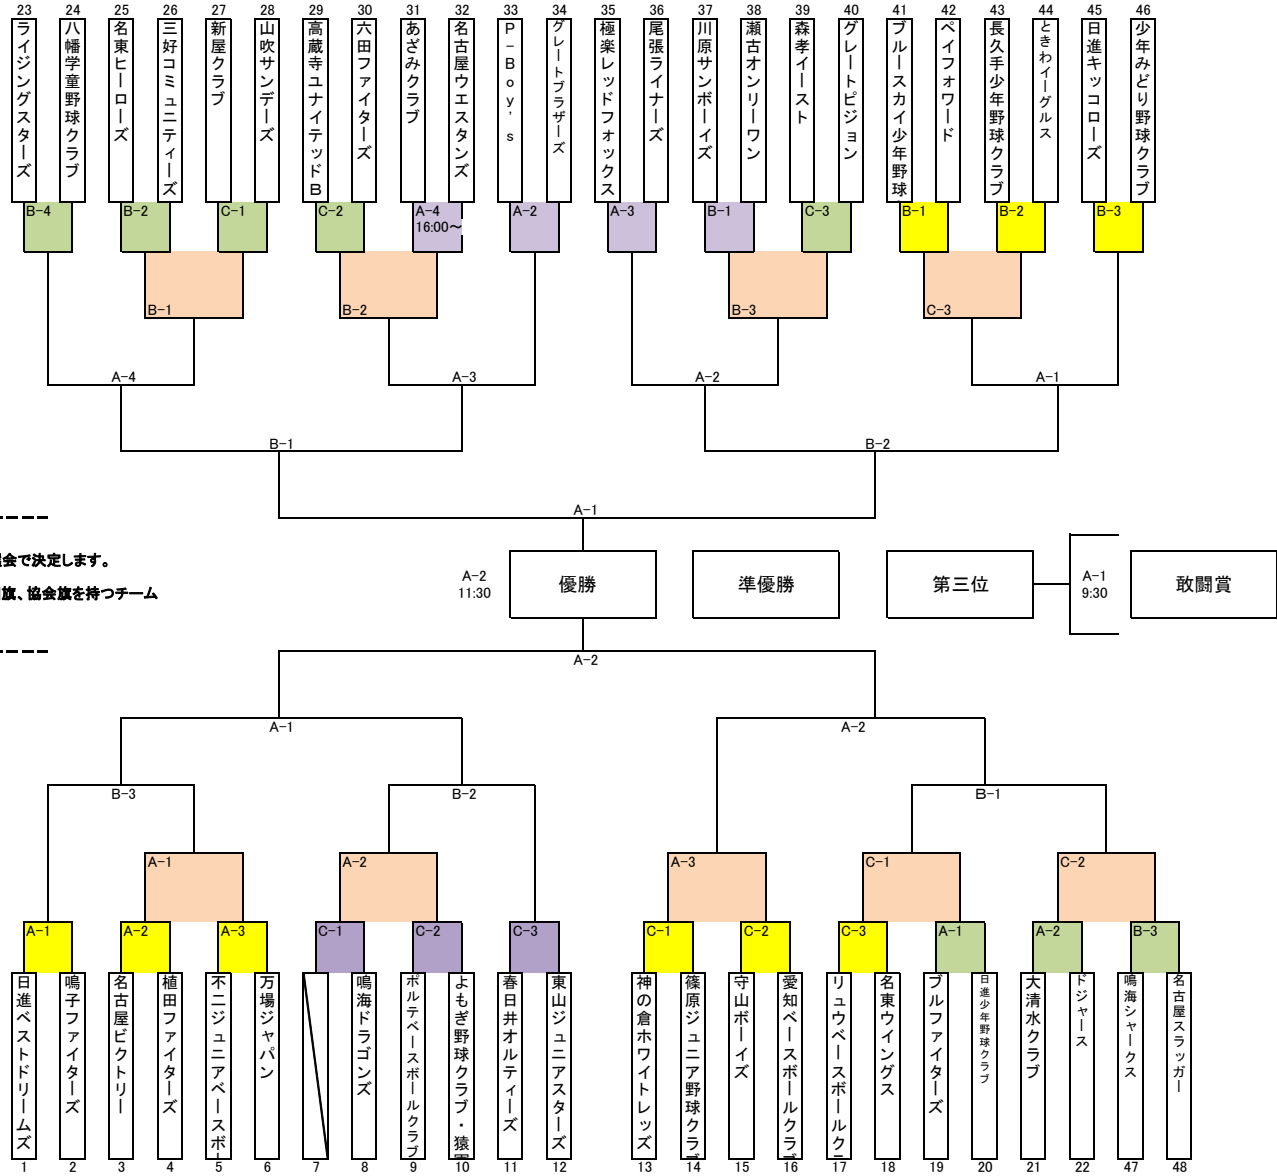 23 24 25 26 27 28 29 30 31 32 33 34 35 36 37 38 39 40 41 42 43 44 45 46
ライジングスターズ
八幡学童野球クラブ
名東ヒーローズ
三好コミュニティーズ
新屋クラブ
山吹サンデーズ
高蔵寺ユナイテッドB
六田ファイターズ
あざみクラブ
名古屋ウエスタンズ
P-Boy's
グレートブラザーズ
極楽レッドフォックス
尾張ライナーズ
川原サンボーイズ
瀬古オンリーワン
森孝イースト
グレートピジョン
ブルースカイ少年野球
ペイフォワード
長久手少年野球クラブ
ときわイーグルス
日進キッコローズ
少年みどり野球クラブ
B-4 B-2 C-1 C-2 A-4 A-2 A-3 B-1 C-3 B-1 B-2 B-3
16:00～
B-1 B-2 B-3 C-3
A-4 A-3 A-2 A-1
B-1 B-2
A-1
会で決定します。
旗、協会旗を持つチーム
A-2
11:30
優勝
準優勝
第三位
A-1
9:30
敢闘賞
A-2
A-1 A-2
B-3 B-2 B-1
A-1 A-2 A-3 C-1 C-2
A-1 A-2 A-3 C-1 C-2 C-3 C-1 C-2 C-3 A-1 A-2 B-3
日進ベストドリームズ
鳴子ファイターズ
名古屋ビクトリー
植田ファイターズ
不二ジュニアベースボー
万場ジャパン
鳴海ドラゴンズ
ポルテベースボールクラブ
よもぎ野球クラブ・猿
春日井オルティーズ
東山ジュニアスターズ
神の倉ホワイトレッズ
篠原ジュニア野球クラブ
守山ボーイズ
愛知ベースボールクラブ
リュウベースボールクラ
名東ウイングス
ブルファイターズ
日進少年野球クラブ
大清水クラブ
ドジャース
鳴海シャークス
名古屋スラッガー
1 2 3 4 5 6 7 8 9 10 11 12 13 14 15 16 17 18 19 20 21 22 47 48